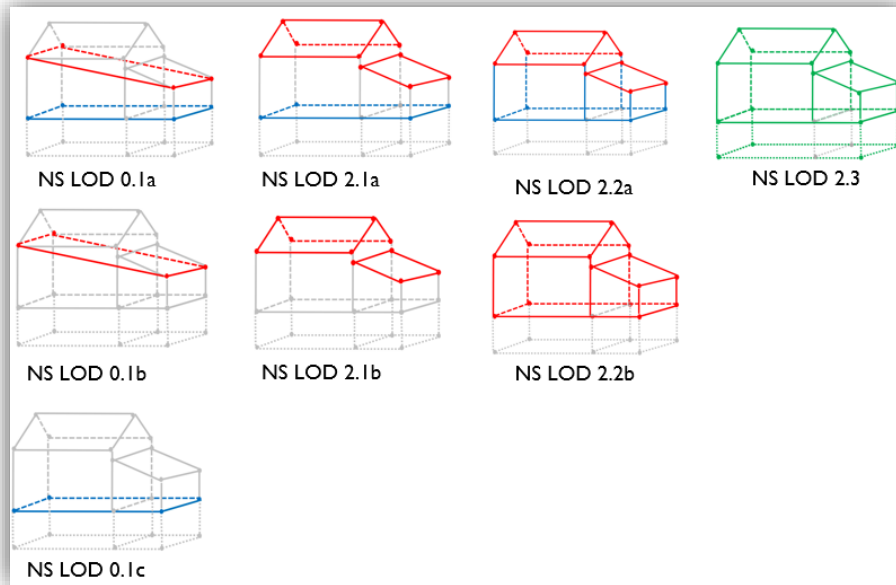 NS LOD 0.1a
NS LOD 2.1a
NS LOD 2.2a
NS LOD 2.3
NS LOD 0.1b
NS LOD 2.1b
NS LOD 2.2b
NS LOD 0.1c